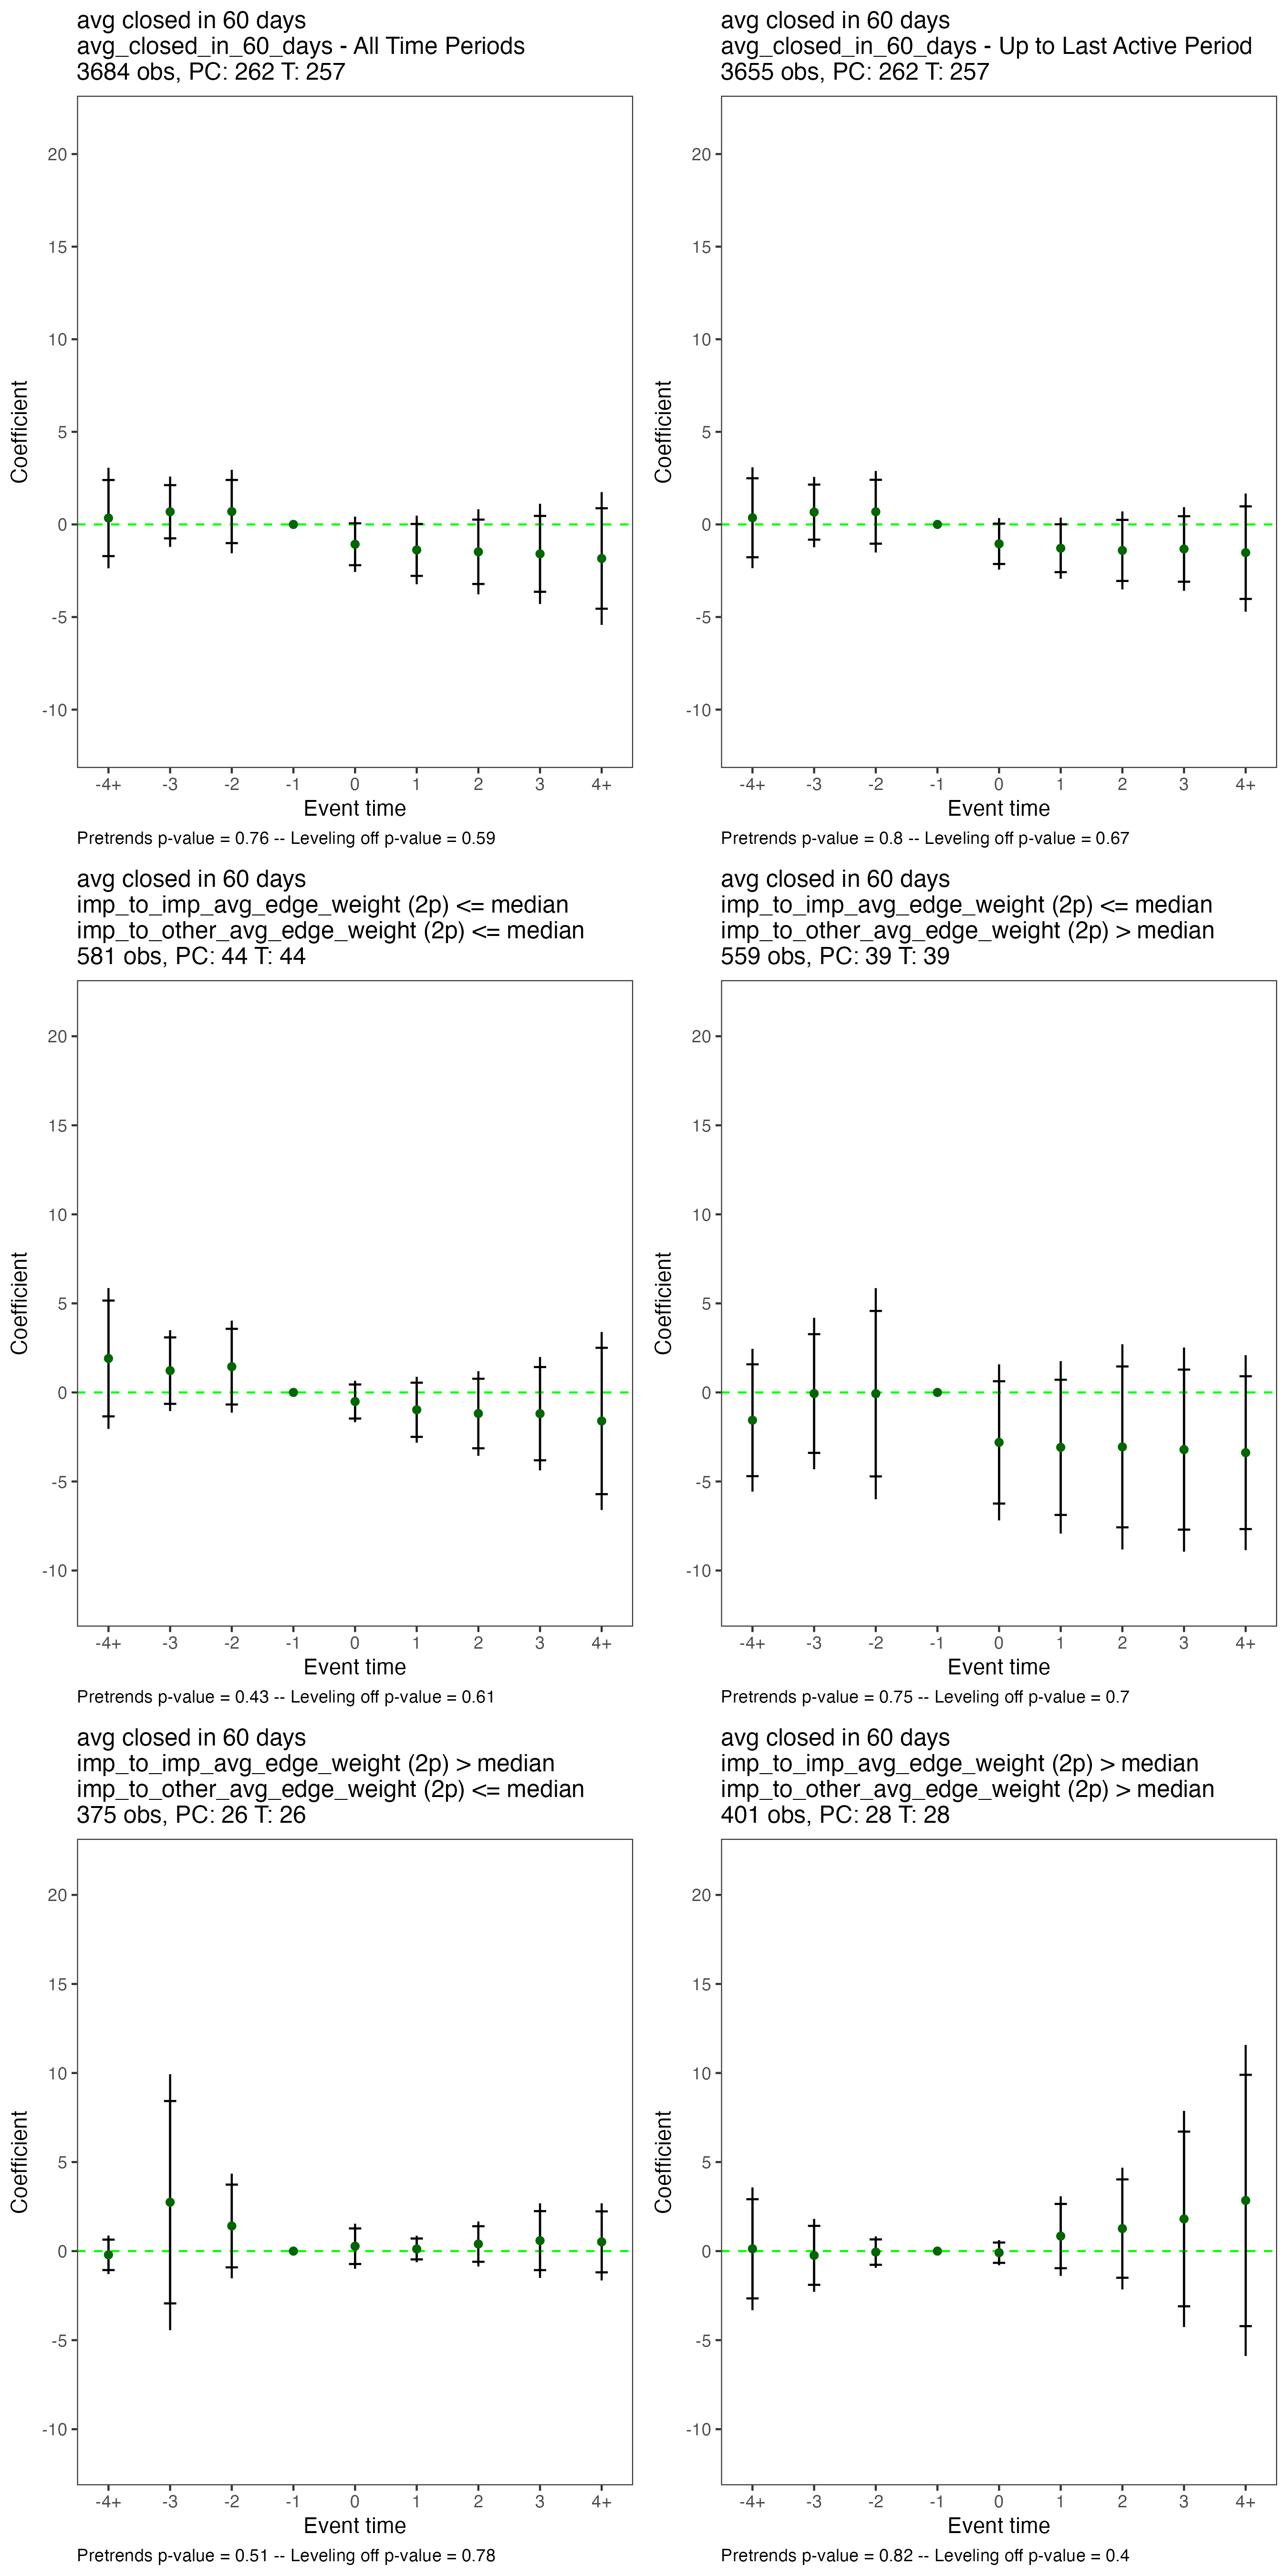 avg closed in 60 days
avg_closed_in_60_days - All Time Periods
3684 obs, PC: 262 T: 257
20
15
10
5
0
-5
-10
Coefficient
-4+ -3 -2 -1 0 1 2 3 4+
Event time
Pretrends p-value = 0.76 -- Leveling off p-value = 0.59
avg closed in 60 days
avg_closed_in_60_days - Up to Last Active Period
3655 obs, PC: 262 T: 257
20
15
10
5
0
-5
-10
Coefficient
-4+ -3 -2 -1 0 1 2 3 4+
Event time
Pretrends p-value = 0.8 -- Leveling off p-value = 0.67
avg closed in 60 days
imp_to_imp_avg_edge_weight (2p) <= median
imp_to_other_avg_edge_weight (2p) <= median
581 obs, PC: 44 T: 44
20
15
10
5
0
-5
-10
Coefficient
-4+ -3 -2 -1 0 1 2 3 4+
Event time
Pretrends p-value = 0.43 -- Leveling off p-value = 0.61
avg closed in 60 days
imp_to_imp_avg_edge_weight (2p) <= median
imp_to_other_avg_edge_weight (2p) > median
559 obs, PC: 39 T: 39
20
15
10
5
0
-5
-10
Coefficient
-4+ -3 -2 -1 0 1 2 3 4+
Event time
Pretrends p-value = 0.75 -- Leveling off p-value = 0.7
avg closed in 60 days
imp_to_imp_avg_edge_weight (2p) > median
imp_to_other_avg_edge_weight (2p) <= median
375 obs, PC: 26 T: 26
20
15
10
5
0
-5
-10
Coefficient
-4+ -3 -2 -1 0 1 2 3 4+
Event time
Pretrends p-value = 0.51 -- Leveling off p-value = 0.78
avg closed in 60 days
imp_to_imp_avg_edge_weight (2p) > median
imp_to_other_avg_edge_weight (2p) > median
401 obs, PC: 28 T: 28
20
15
10
5
0
-5
-10
Coefficient
-4+ -3 -2 -1 0 1 2 3 4+
Event time
Pretrends p-value = 0.82 -- Leveling off p-value = 0.4